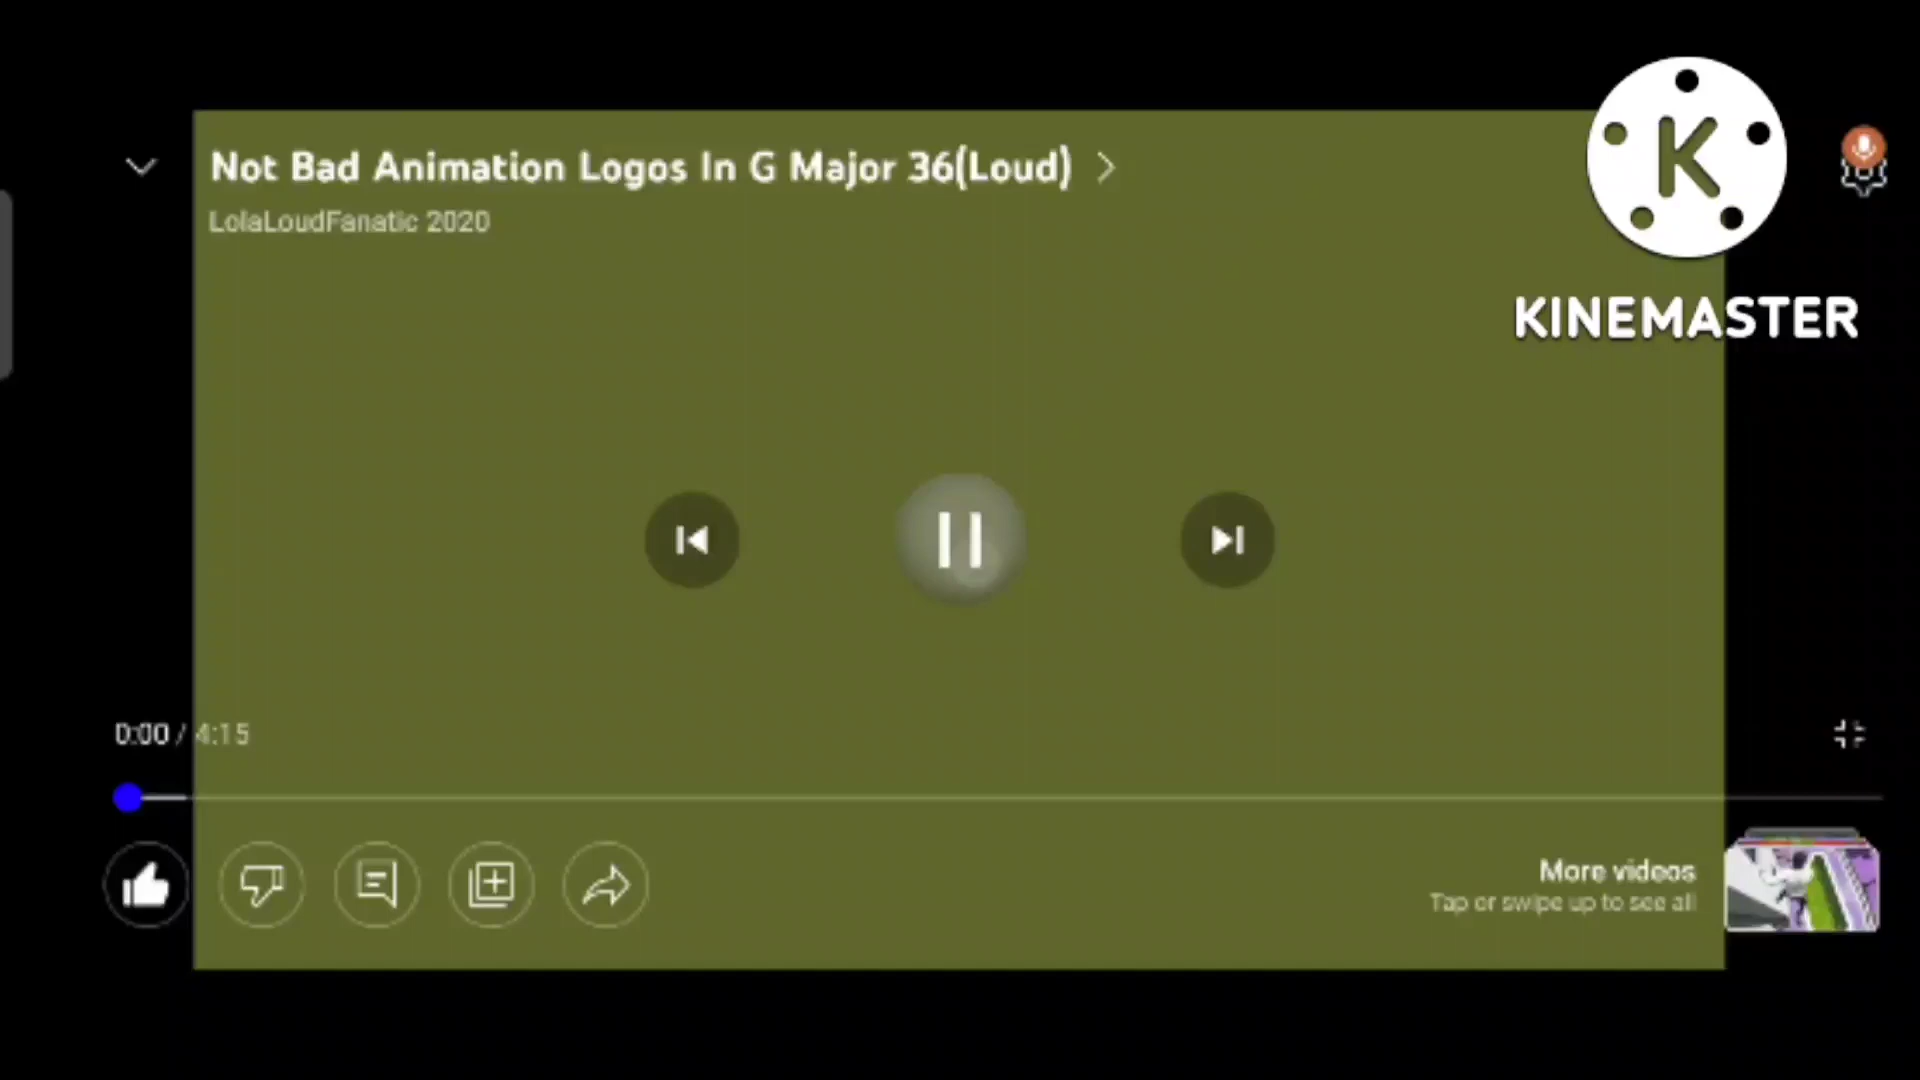 Not Bad Animation Logos In G Major 36(Loud)
LolaLoudFanatic 2020
K
KINEMASTER
0:00 / 4:15
More videos
Tap or swipe up to see all